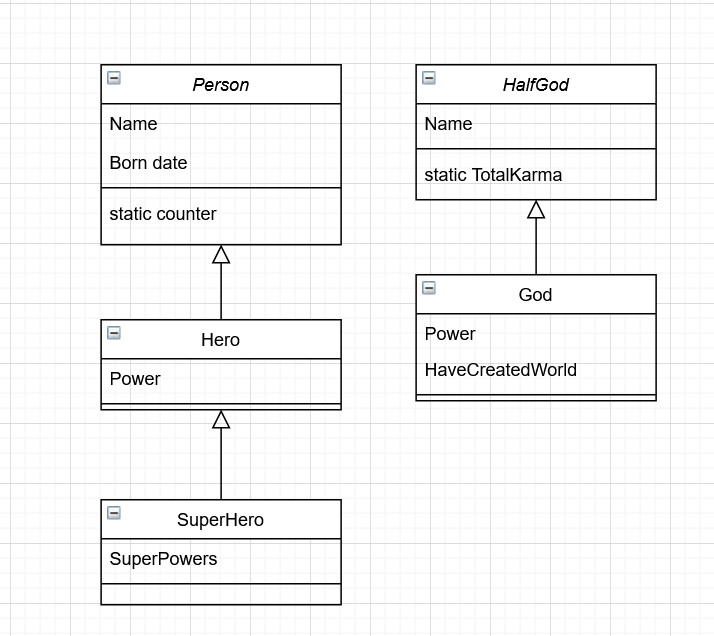 Person
Name
Born date
static counter
Hero
Power
SuperHero
SuperPowers
HalfGod
Name
static TotalKarma
God
Power
HaveCreatedWorld